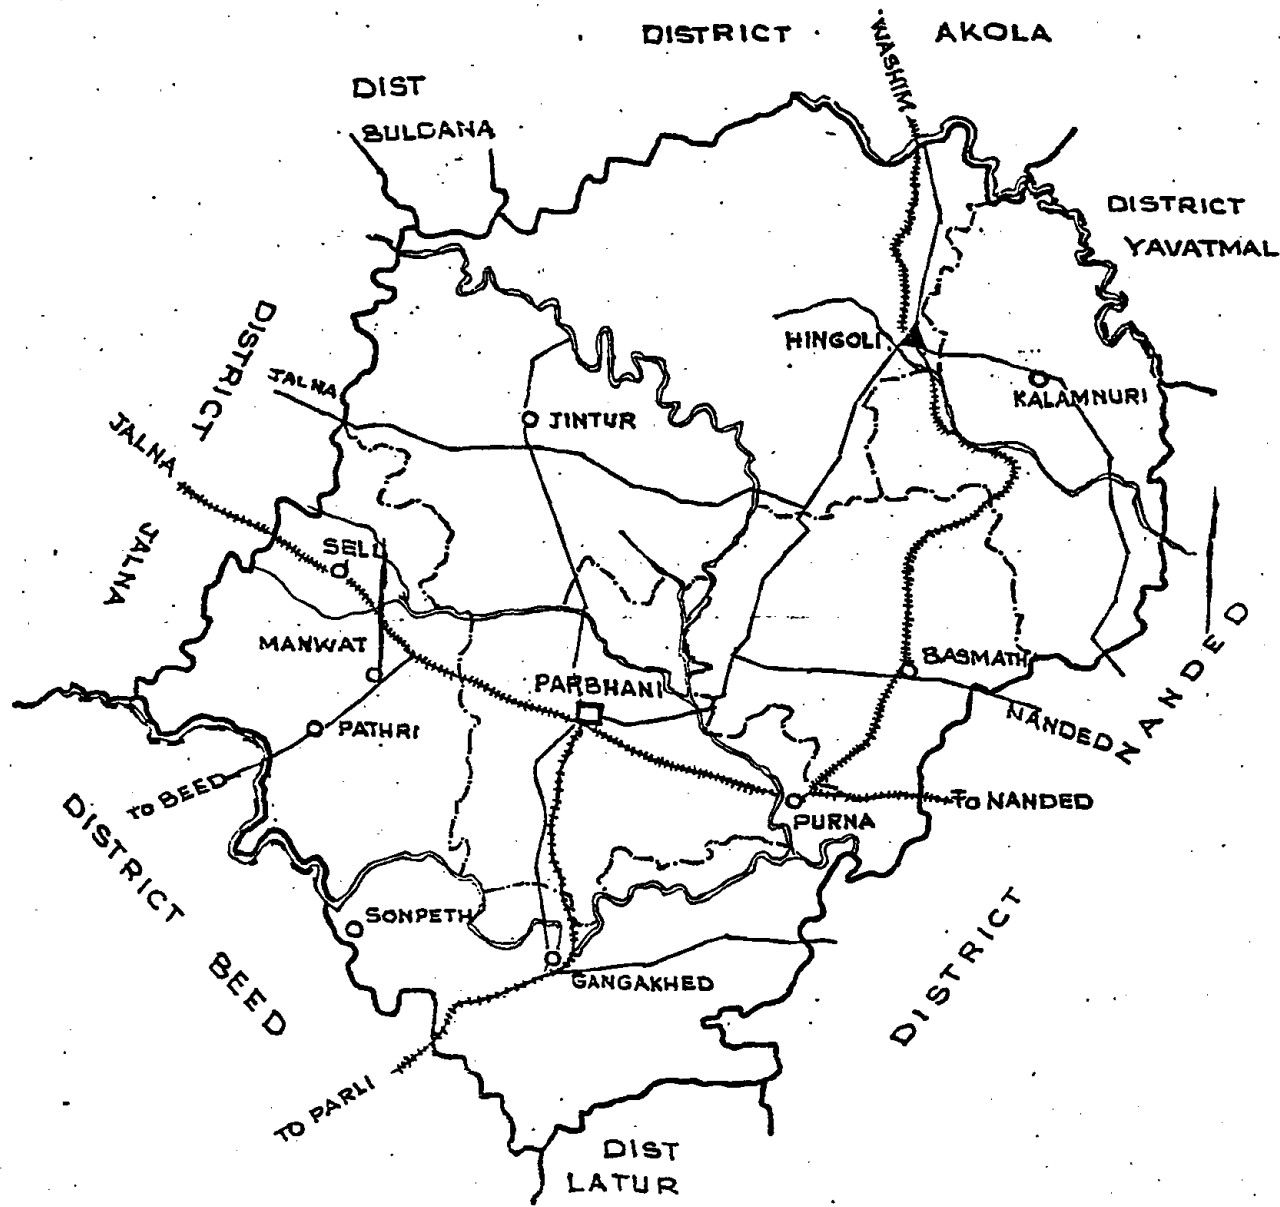 DISTRICT AKOLA
WASHIM
DIST
BULDANA
DISTRICT
YAVATMAL
DISTRICT
JALNA
HINGOLI
KALAMNURI
JINTUR
JALNA
JALNA
SELL
MANWAT
BASMATH
PARBHANI
NANDED
NANDED
PATHRI
TO BEED
TO NANDED
PURNA
DISTRICT BEED
SONPETH
GANGAKHED
DISTRICT
TO PARLI
DIST
LATUR